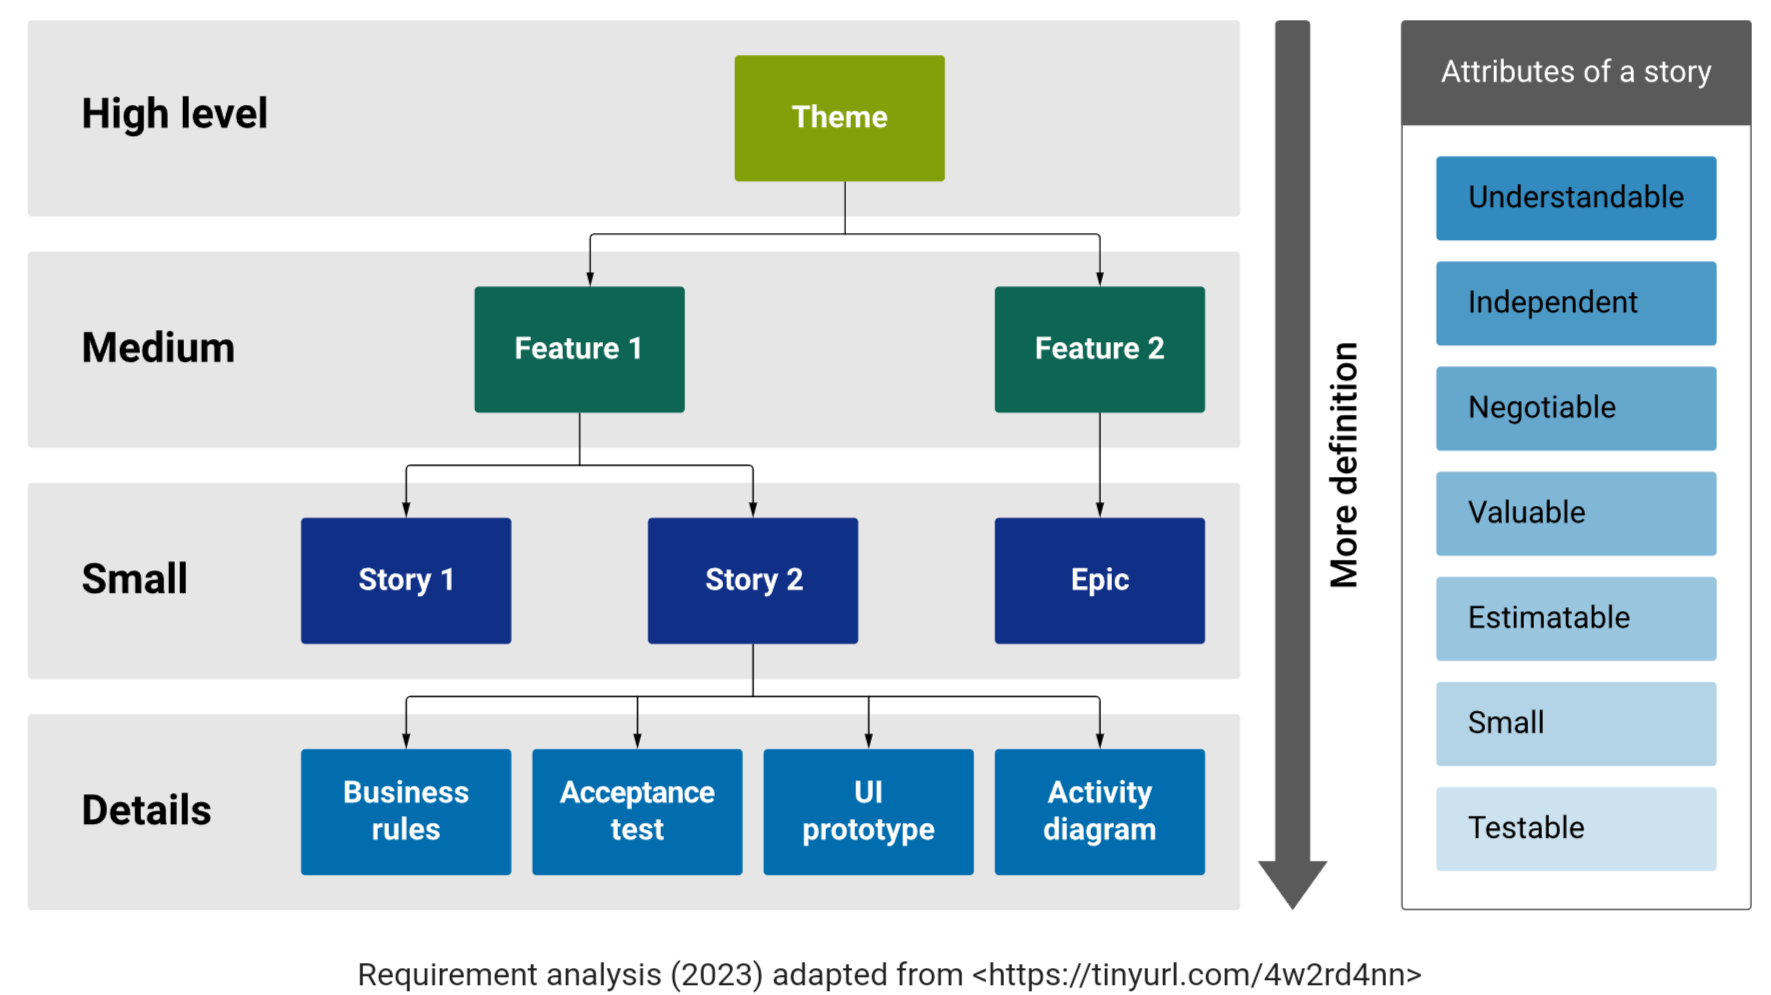 High level
Theme
Medium
Feature 1
Feature 2
Small
Story 1
Story 2
Epic
Details
Business
rules
Acceptance
test
UI
prototype
Activity
diagram
More definition
Attributes of a story
Understandable
Independent
Negotiable
Valuable
Estimatable
Small
Testable
Requirement analysis (2023) adapted from <https://tinyurl.com/4w2rd4nn>